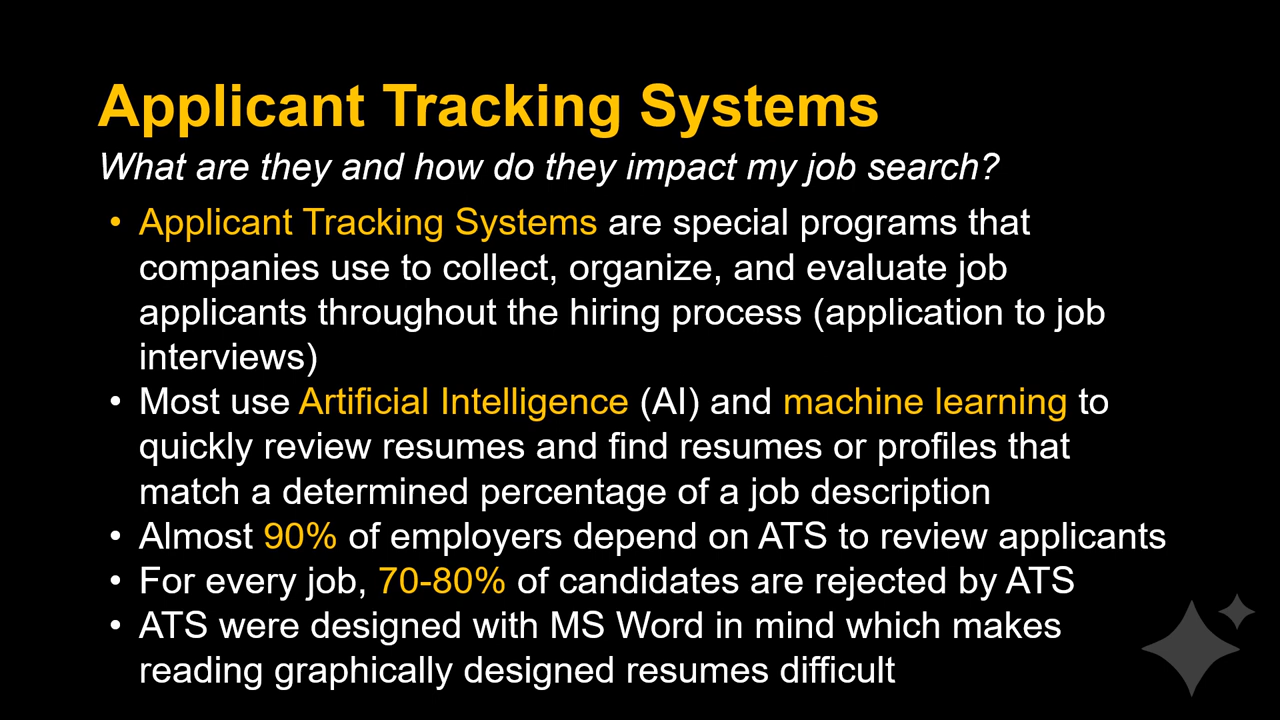 Applicant Tracking Systems
What are they and how do they impact my job search?
• Applicant Tracking Systems are special programs that
companies use to collect, organize, and evaluate job
applicants throughout the hiring process (application to job
interviews)
• Most use Artificial Intelligence (AI) and machine learning to
quickly review resumes and find resumes or profiles that
match a determined percentage of a job description
• Almost 90% of employers depend on ATS to review applicants
• For every job, 70-80% of candidates are rejected by ATS
• ATS were designed with MS Word in mind which makes
reading graphically designed resumes difficult